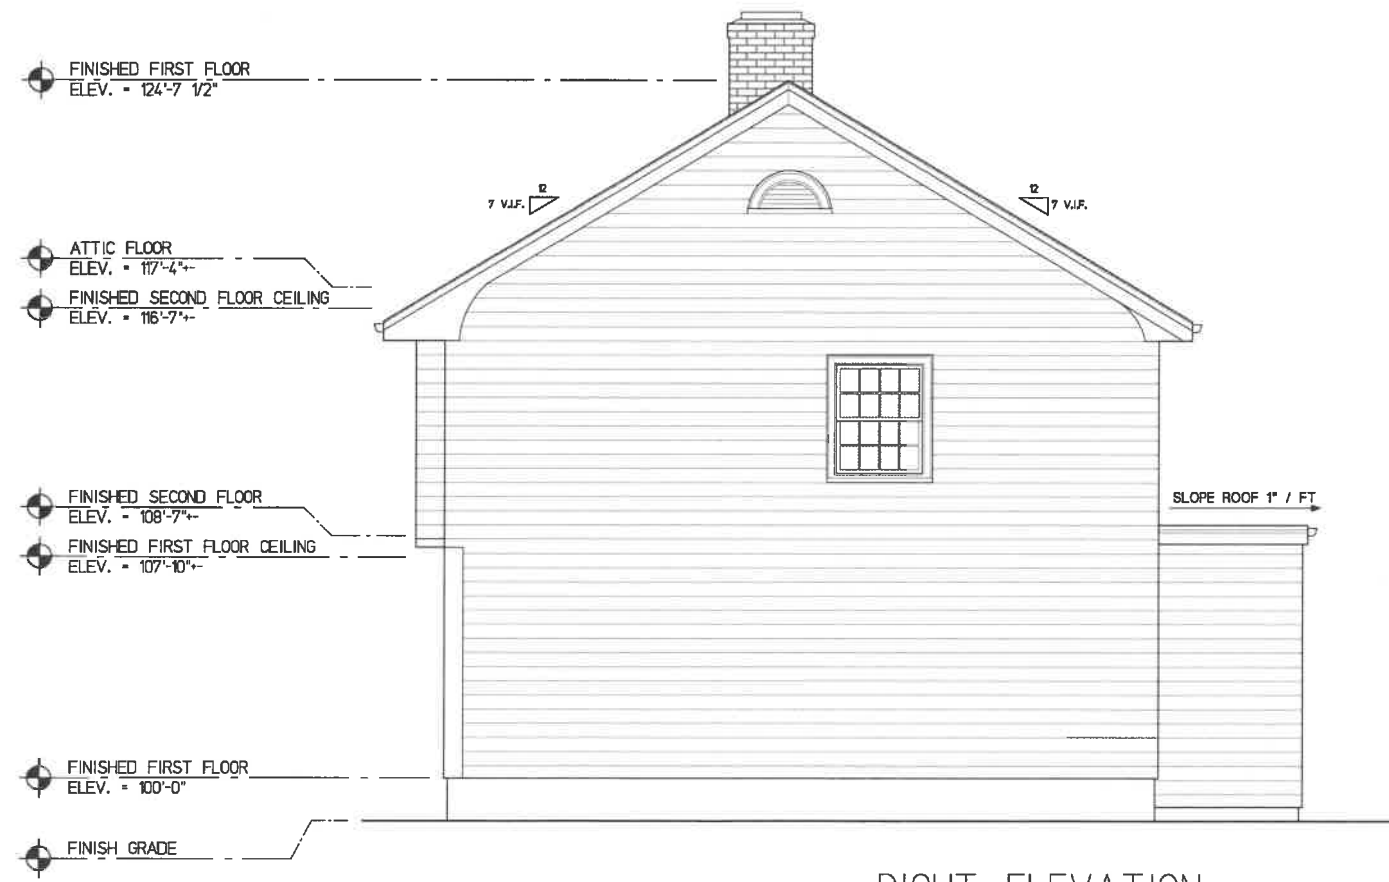 FINISHED FIRST FLOOR
ELEV. = 124'-7 1/2"
12
7 V.I.F.
12
7 V.I.F.
ATTIC FLOOR
ELEV. = 117'-4"+-
FINISHED SECOND FLOOR CEILING
ELEV. = 116'-7"+-
FINISHED SECOND FLOOR
ELEV. = 108'-7"+-
SLOPE ROOF 1" / FT
FINISHED FIRST FLOOR CEILING
ELEV. = 107'-10"+-
FINISHED FIRST FLOOR
ELEV. = 100'-0"
FINISH GRADE
RIGHT ELEVATION